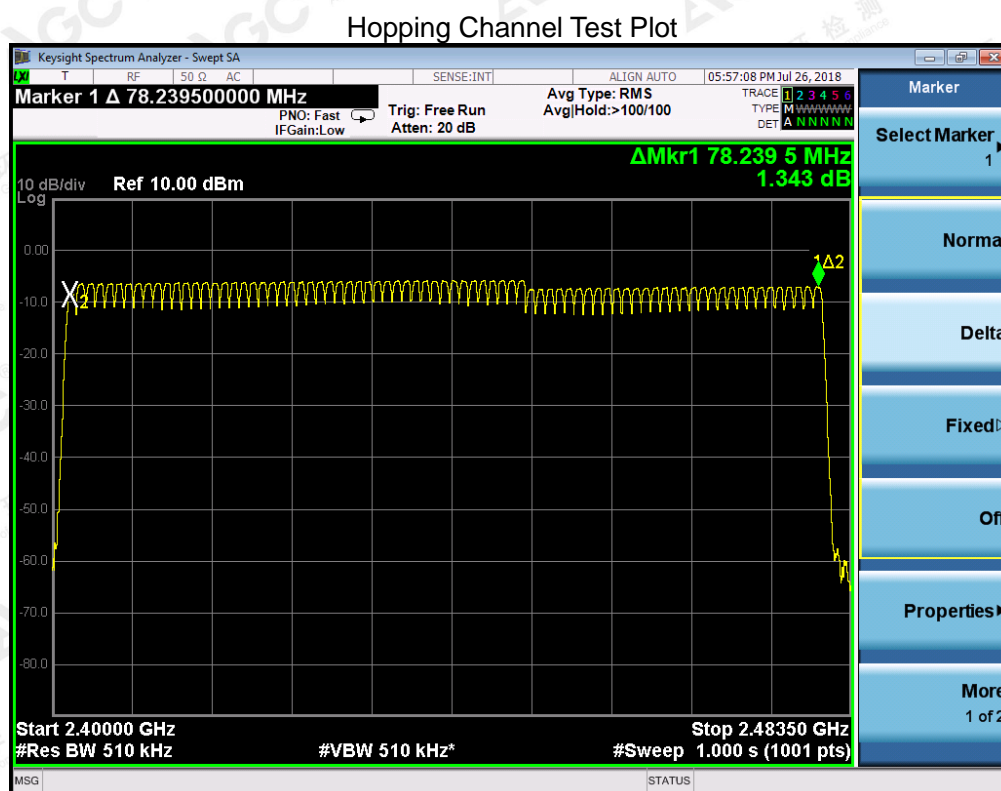 Hopping Channel Test Plot
Keysight Spectrum Analyzer - Swept SA
LXI T RF 50 Ω AC SENSE:INT ALIGN AUTO 05:57:08 PM Jul 26, 2018
Marker 1 Δ 78.239500000 MHz
PNO: Fast
IFGain:Low
Trig: Free Run
Atten: 20 dB
Avg Type: RMS
Avg|Hold:>100/100
TRACE 1 2 3 4 5 6
TYPE M WWWWW
DET A N N N N N
ΔMkr1 78.239 5 MHz
1.343 dB
10 dB/div Ref 10.00 dBm
Log
0.00
-10.0
-20.0
-30.0
-40.0
-50.0
-60.0
-70.0
-80.0
X2
1Δ2
Start 2.40000 GHz
Stop 2.48350 GHz
#Res BW 510 kHz
#VBW 510 kHz*
#Sweep 1.000 s (1001 pts)
MSG
STATUS
Marker
Select Marker
1
Norma
Delta
Fixed
Off
Properties
More
1 of 2